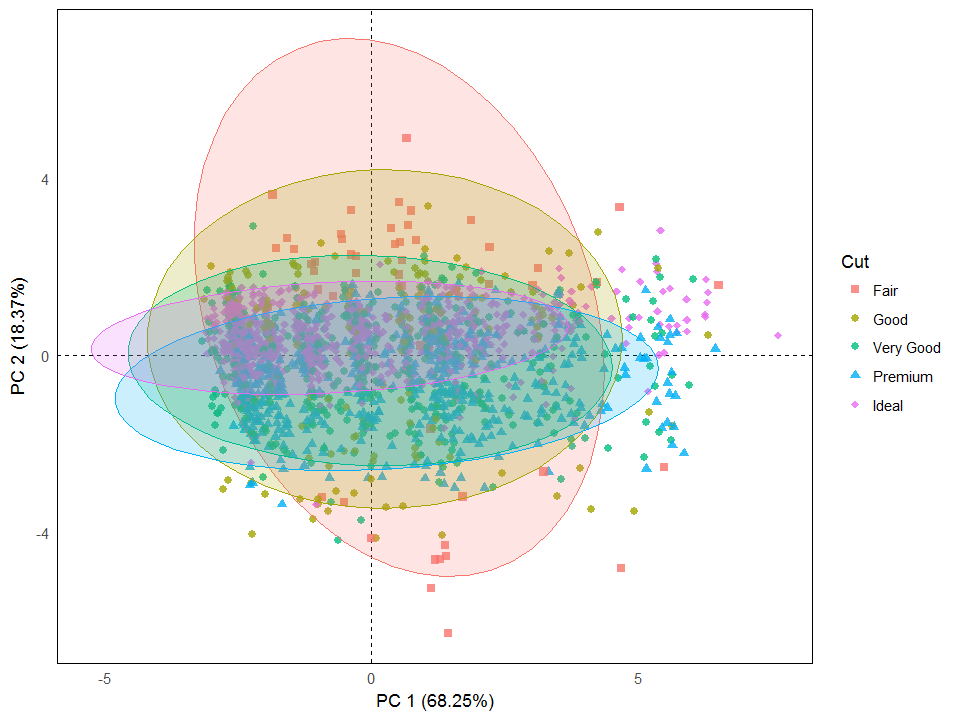 PC 2 (18.37%)
4
0
-4
-5
0
5
PC 1 (68.25%)
Cut
Fair
Good
Very Good
Premium
Ideal